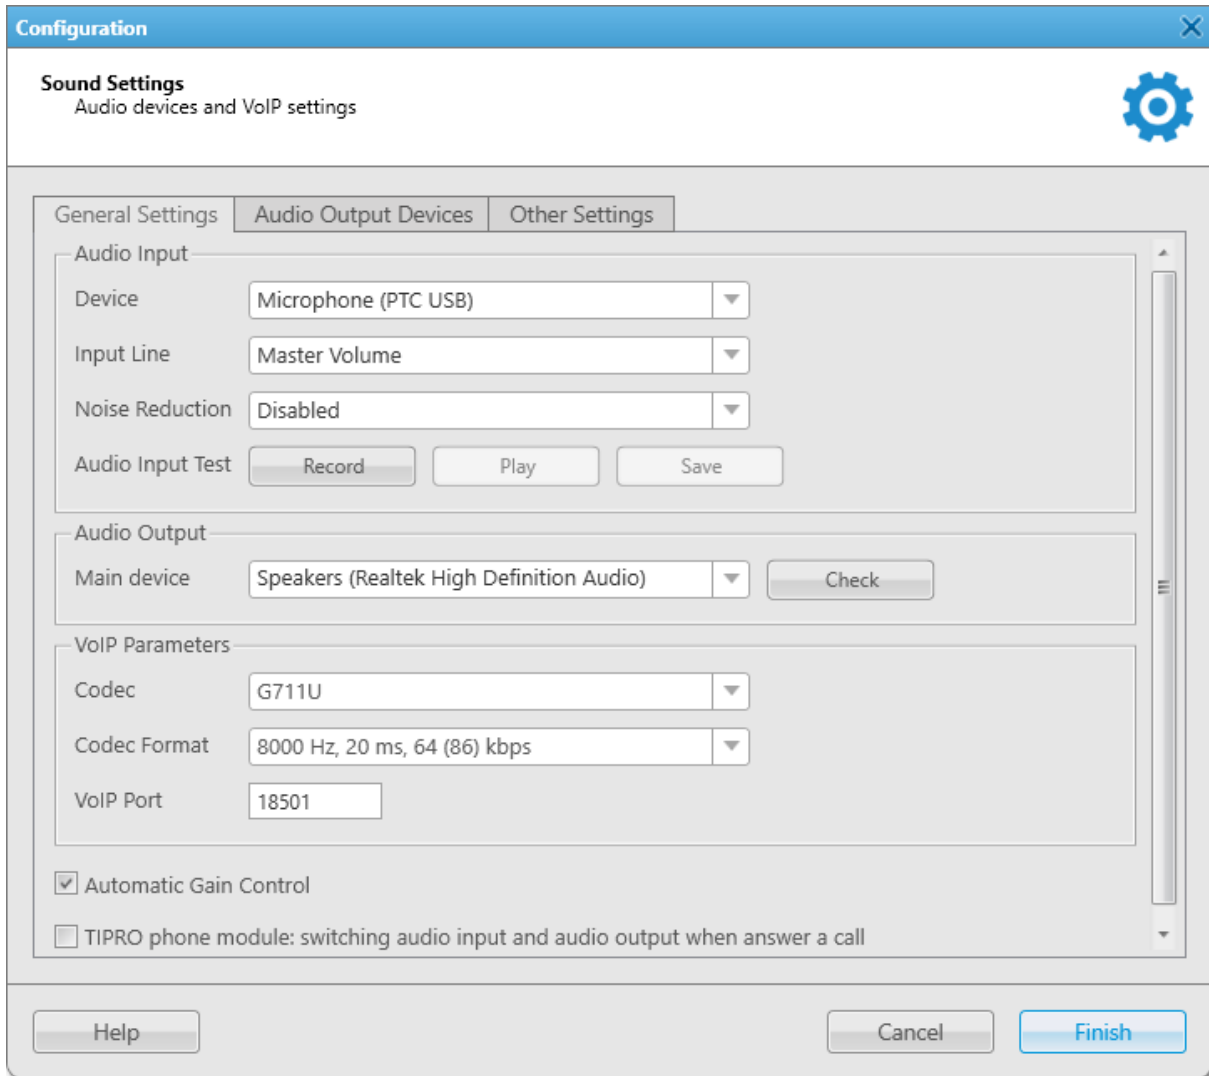 Configuration
Sound Settings
Audio devices and VoIP settings
General Settings
Audio Output Devices
Other Settings
Audio Input
Device
Microphone (PTC USB)
Input Line
Master Volume
Noise Reduction
Disabled
Audio Input Test
Record
Play
Save
Audio Output
Main device
Speakers (Realtek High Definition Audio)
Check
VoIP Parameters
Codec
G711U
Codec Format
8000 Hz, 20 ms, 64 (86) kbps
VoIP Port
18501
Automatic Gain Control
TIPRO phone module: switching audio input and audio output when answer a call
Help
Cancel
Finish